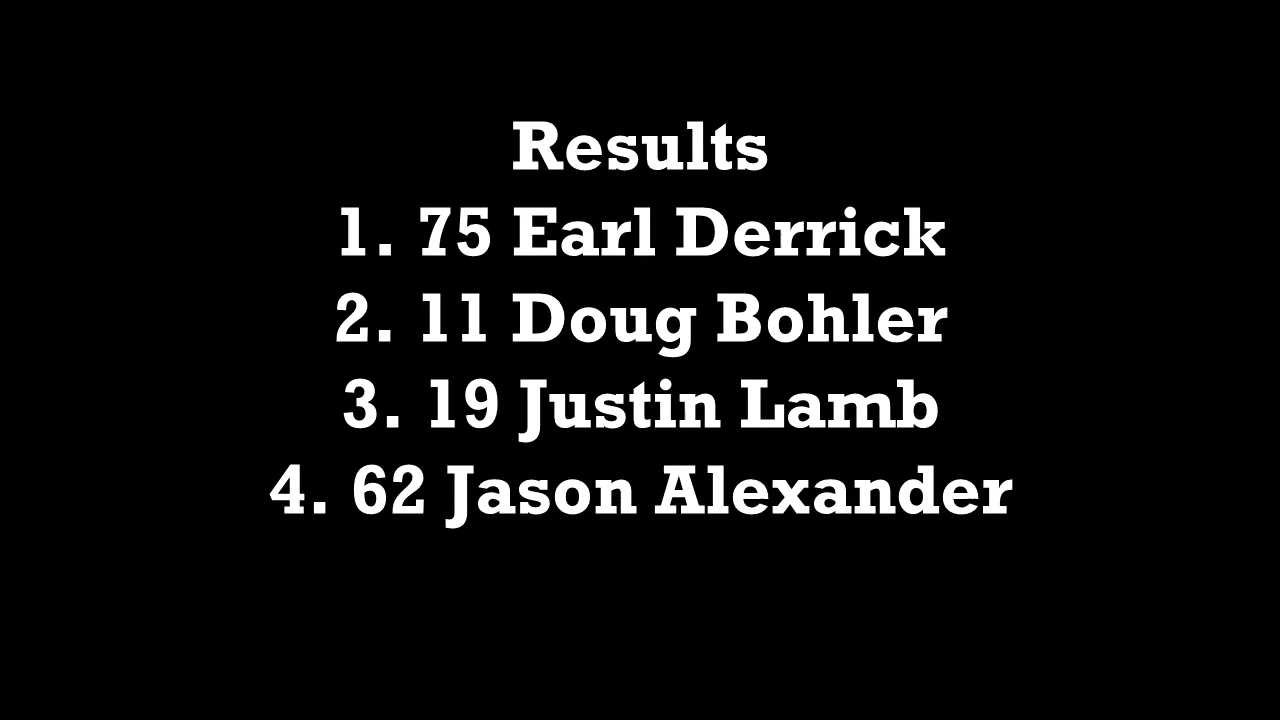 Results
1. 75 Earl Derrick
2. 11 Doug Bohler
3. 19 Justin Lamb
4. 62 Jason Alexander